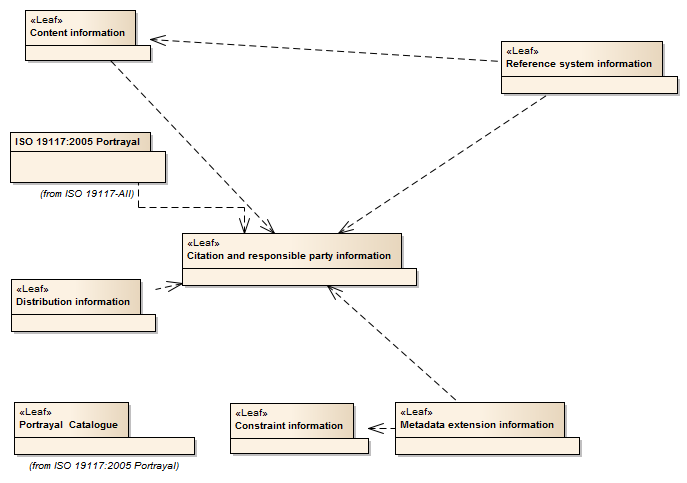 «Leaf»
Content information
«Leaf»
Reference system information
ISO 19117:2005 Portrayal
(from ISO 19117-All)
«Leaf»
Citation and responsible party information
«Leaf»
Distribution information
«Leaf»
Portrayal  Catalogue
(from ISO 19117:2005 Portrayal)
«Leaf»
Constraint information
«Leaf»
Metadata extension information